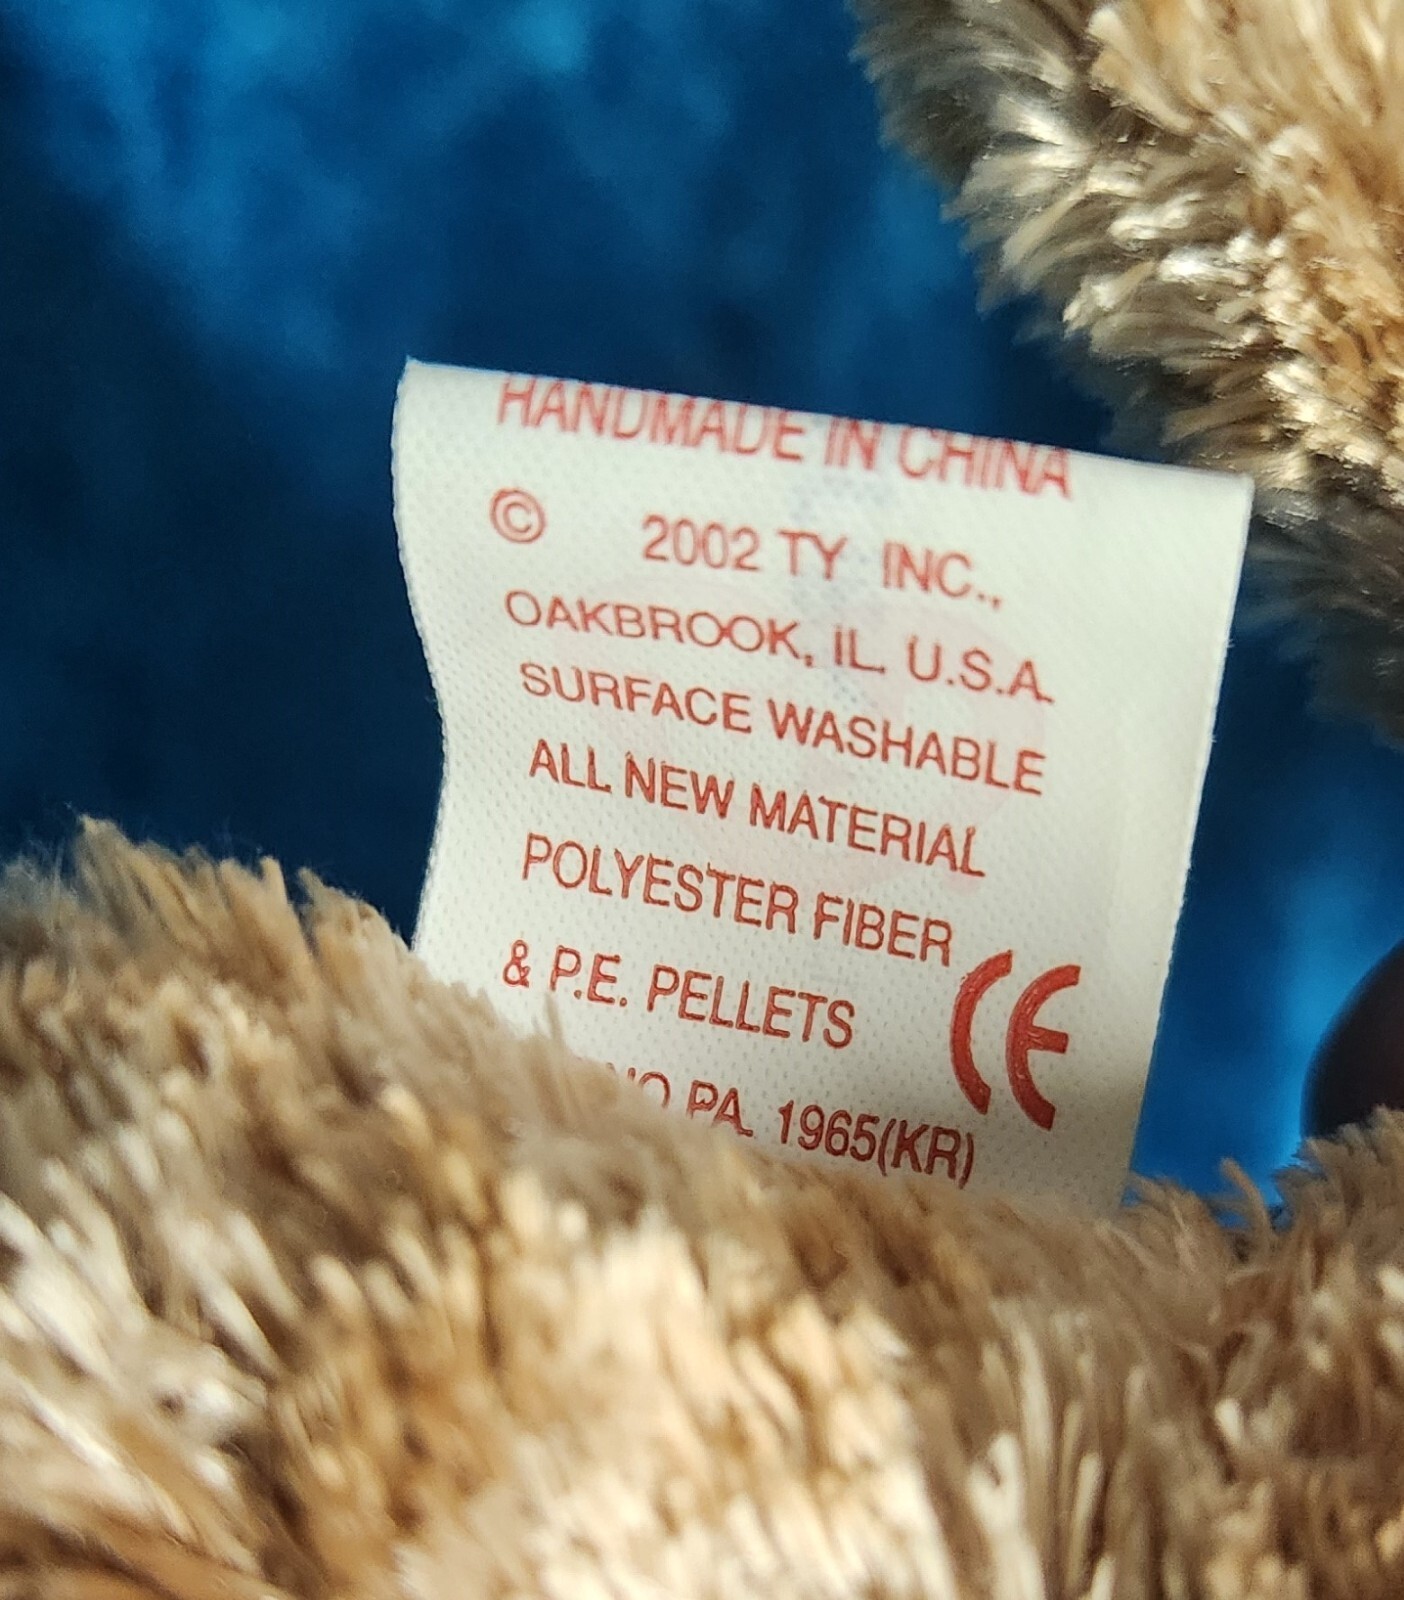 HANDMADE IN CHINA
© 2002 TY INC.,
OAKBROOK, IL. U.S.A.
SURFACE WASHABLE
ALL NEW MATERIAL
POLYESTER FIBER
& P.E. PELLETS
CE
PA. 1965(KR)